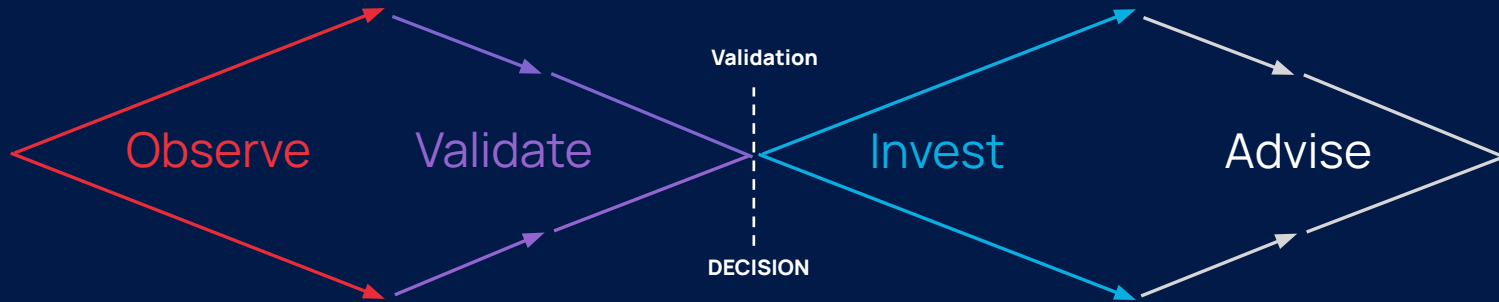 Observe
Validate
Validation
DECISION
Invest
Advise